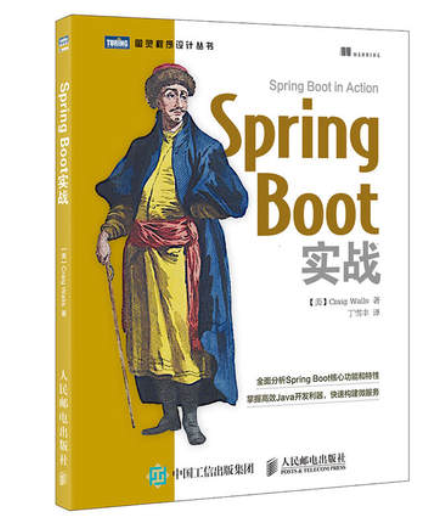 TURING 图灵程序设计丛书
MANNING
Spring Boot in Action
Spring
Boot
实战
【美】Craig Walls 著
丁雪丰 译
全面分析Spring Boot核心功能和特性
掌握高效Java开发利器,快速构建微服务
中国工信出版集团
人民邮电出版社
POSTS & TELECOM PRESS
Spring Boot实战
【美】Craig Walls 著
人民邮电出版社